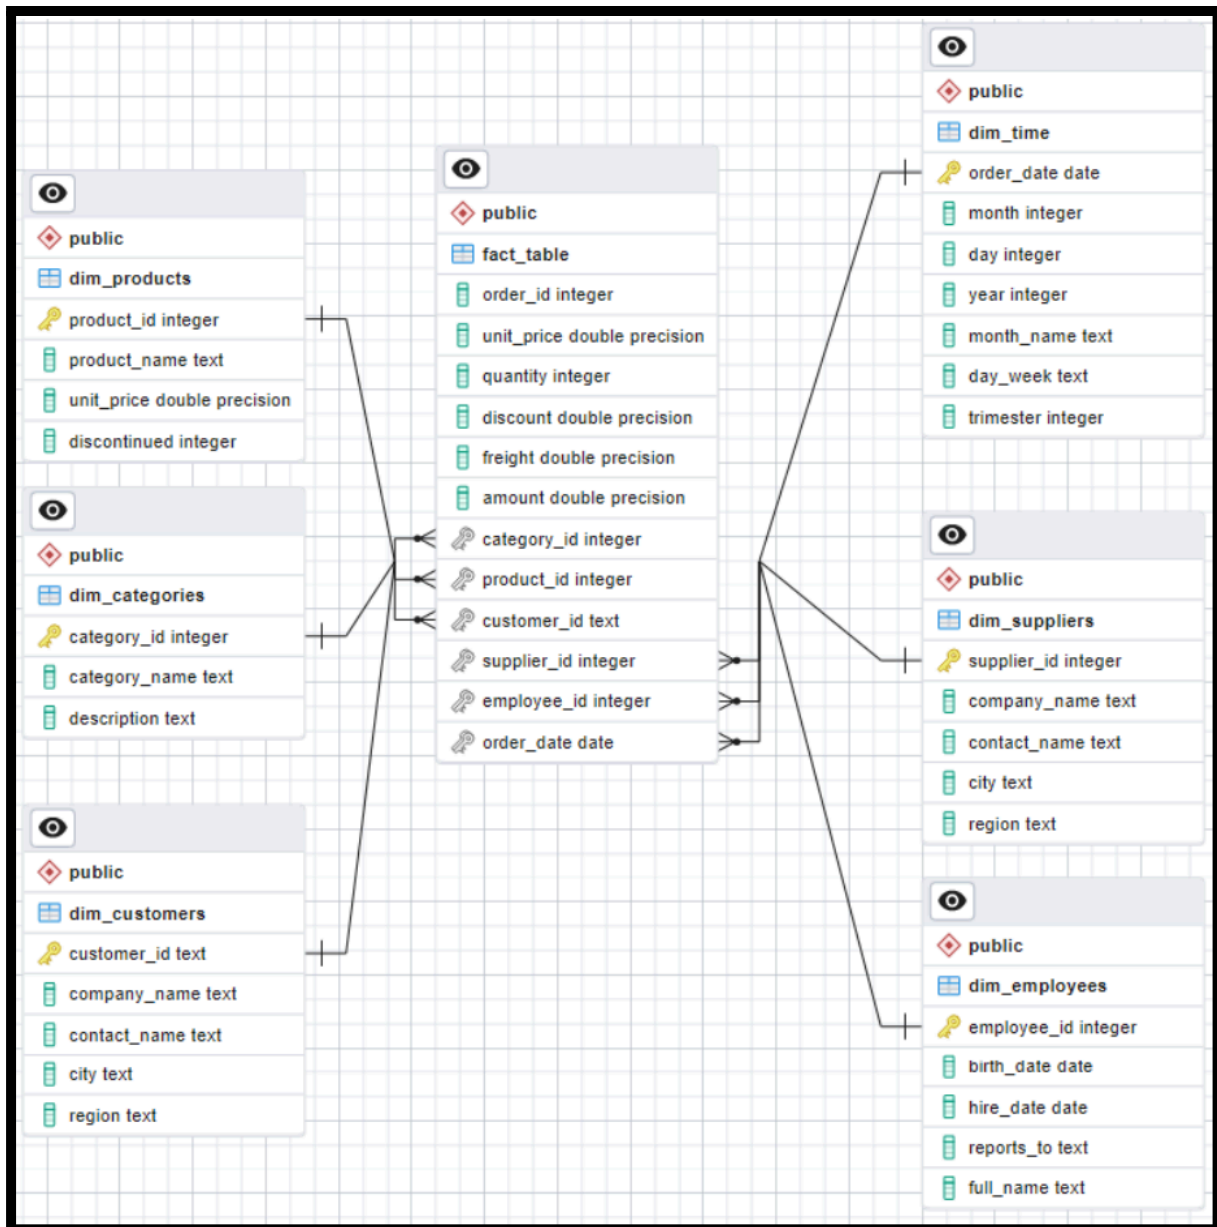 public
dim_products
product_id integer
product_name text
unit_price double precision
discontinued integer
public
dim_categories
category_id integer
category_name text
description text
public
dim_customers
customer_id text
company_name text
contact_name text
city text
region text
public
fact_table
order_id integer
unit_price double precision
quantity integer
discount double precision
freight double precision
amount double precision
category_id integer
product_id integer
customer_id text
supplier_id integer
employee_id integer
order_date date
public
dim_time
order_date date
month integer
day integer
year integer
month_name text
day_week text
trimester integer
public
dim_suppliers
supplier_id integer
company_name text
contact_name text
city text
region text
public
dim_employees
employee_id integer
birth_date date
hire_date date
reports_to text
full_name text